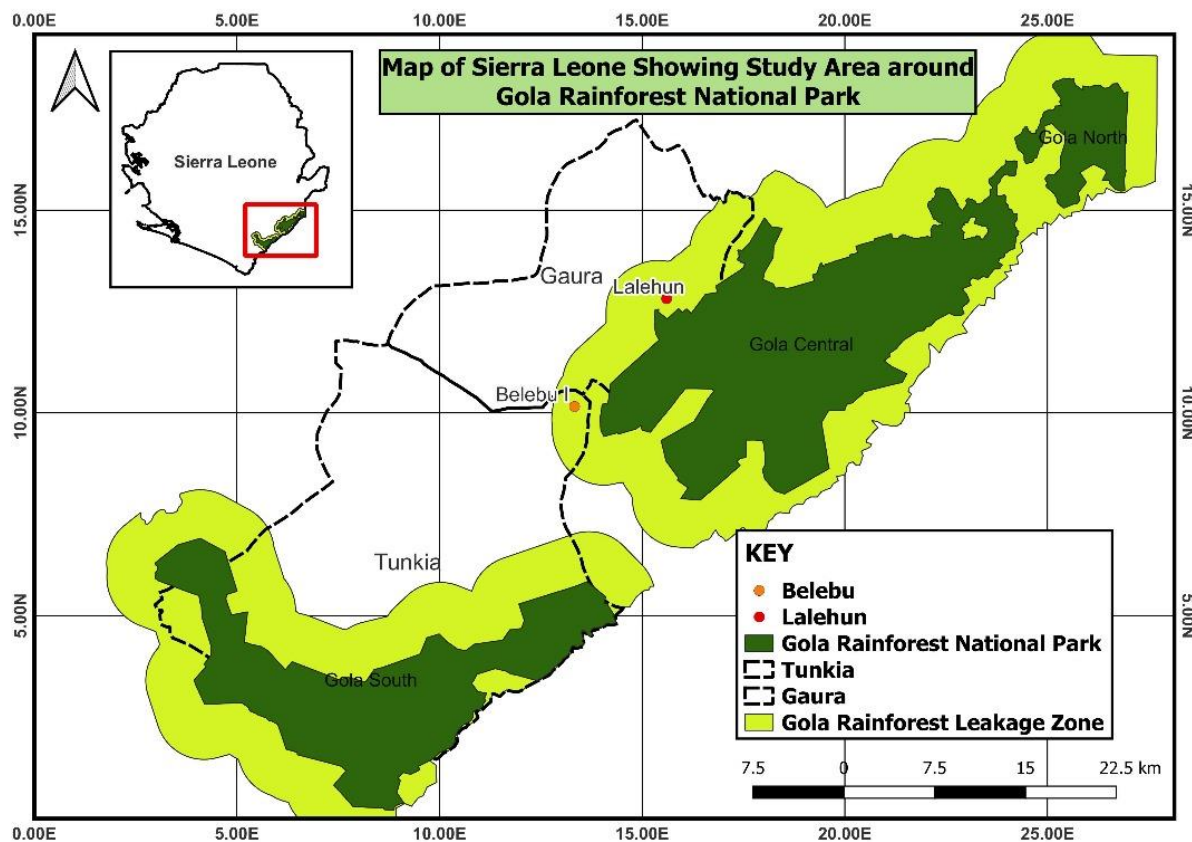 0.00E 5.00E 10.00E 15.00E 20.00E 25.00E
Map of Sierra Leone Showing Study Area around
Gola Rainforest National Park
Sierra Leone
Gola North
15.00N
15.00N
Gaura
Lalehun
Gola Central
Belebu I
10.00N
10.00N
Tunkia
5.00N
5.00N
Gola South
KEY
Belebu
Lalehun
Gola Rainforest National Park
Tunkia
Gaura
Gola Rainforest Leakage Zone
7.5 0 7.5 15 22.5 km
0.00E 5.00E 10.00E 15.00E 20.00E 25.00E